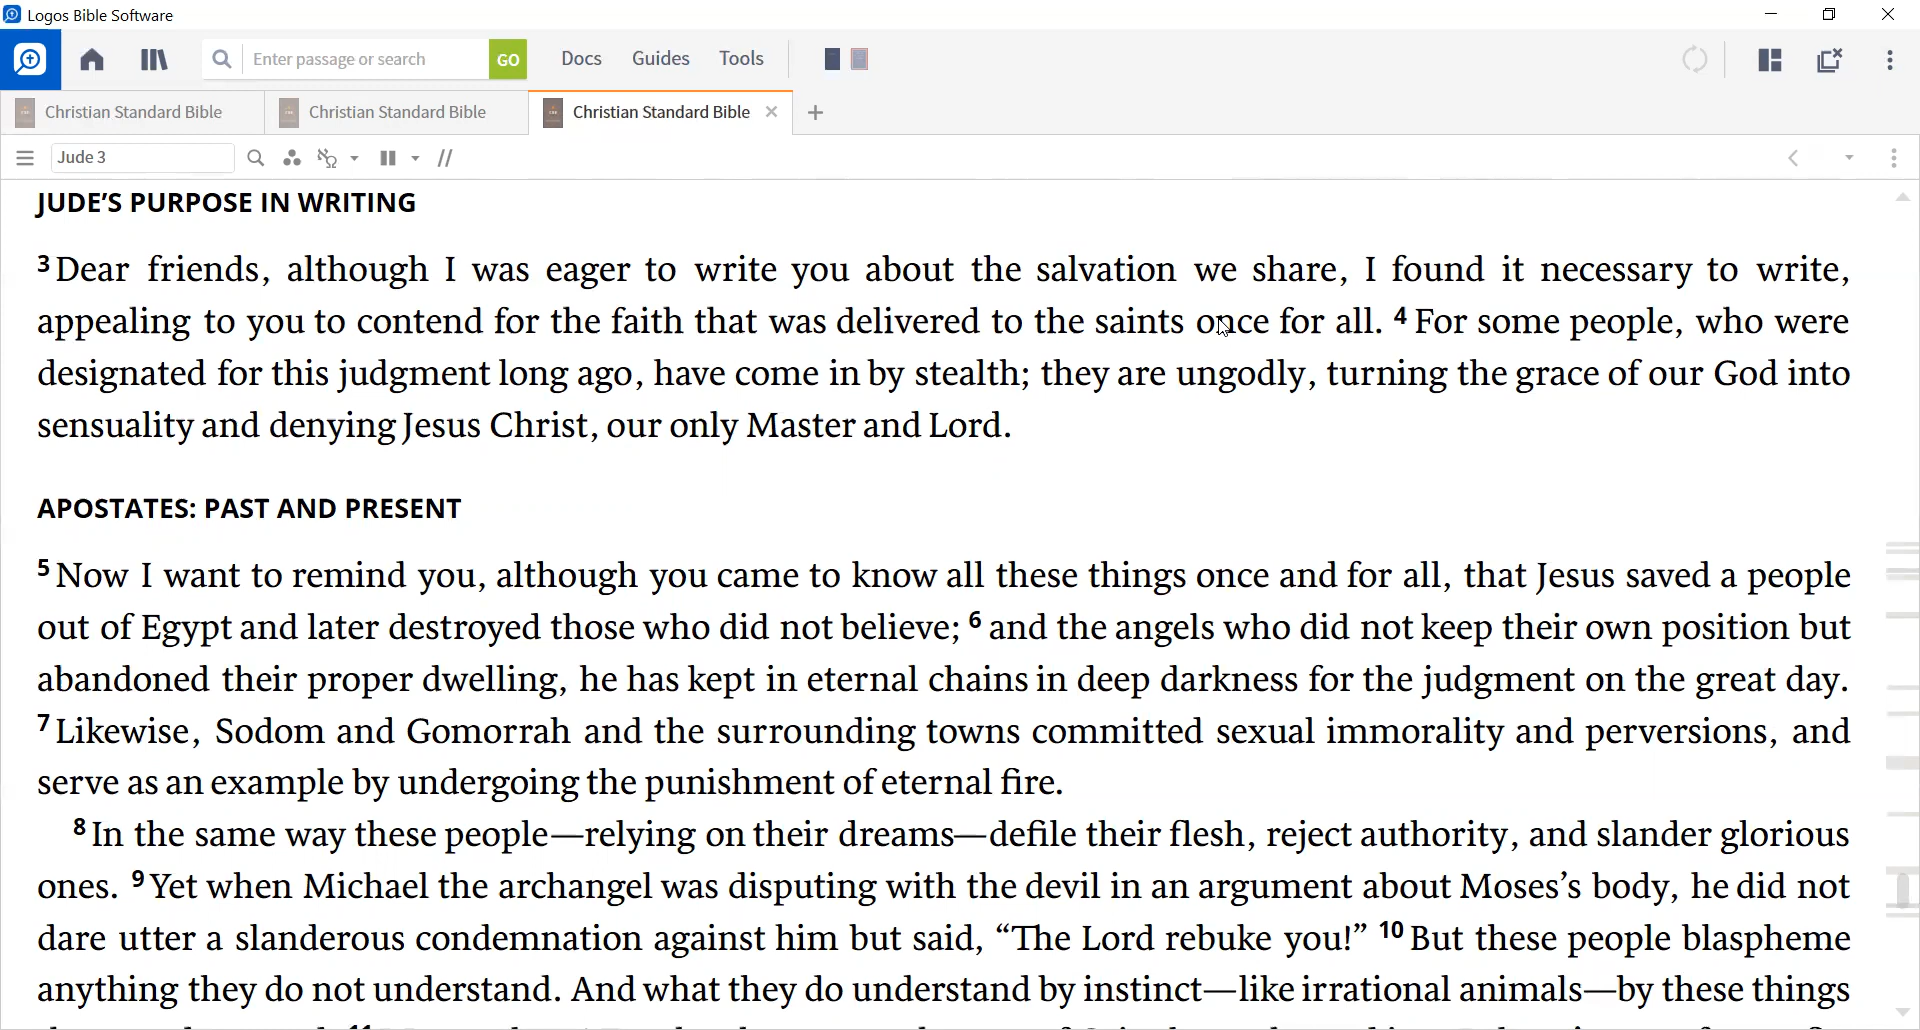 Logos Bible Software
Enter passage or search GO Docs Guides Tools
Christian Standard Bible Christian Standard Bible Christian Standard Bible
Jude 3
JUDE’S PURPOSE IN WRITING
3 Dear friends, although I was eager to write you about the salvation we share, I found it necessary to write,
appealing to you to contend for the faith that was delivered to the saints once for all. 4 For some people, who were
designated for this judgment long ago, have come in by stealth; they are ungodly, turning the grace of our God into
sensuality and denying Jesus Christ, our only Master and Lord.
APOSTATES: PAST AND PRESENT
5 Now I want to remind you, although you came to know all these things once and for all, that Jesus saved a people
out of Egypt and later destroyed those who did not believe; 6 and the angels who did not keep their own position but
abandoned their proper dwelling, he has kept in eternal chains in deep darkness for the judgment on the great day.
7 Likewise, Sodom and Gomorrah and the surrounding towns committed sexual immorality and perversions, and
serve as an example by undergoing the punishment of eternal fire.
8 In the same way these people—relying on their dreams—defile their flesh, reject authority, and slander glorious
ones. 9 Yet when Michael the archangel was disputing with the devil in an argument about Moses’s body, he did not
dare utter a slanderous condemnation against him but said, “The Lord rebuke you!” 10 But these people blaspheme
anything they do not understand. And what they do understand by instinct—like irrational animals—by these things